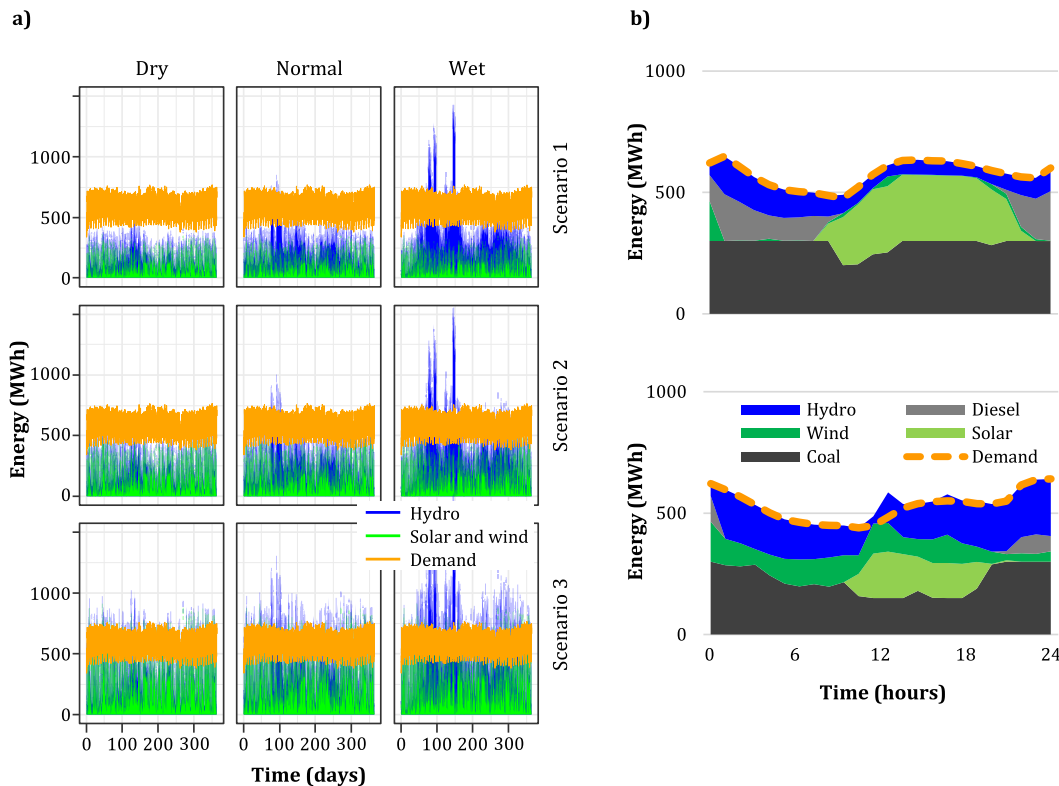 a)
Dry Normal Wet
1000
500
0
Scenario 1
1000
500
0
Scenario 2
1000
500
0
Scenario 3
Energy (MWh)
Hydro
Solar and wind
Demand
0 100 200 300
0 100 200 300
0 100 200 300
Time (days)
b)
1000
500
0
Energy (MWh)
1000
500
0
Energy (MWh)
Hydro Diesel
Wind Solar
Coal Demand
0 6 12 18 24
Time (hours)